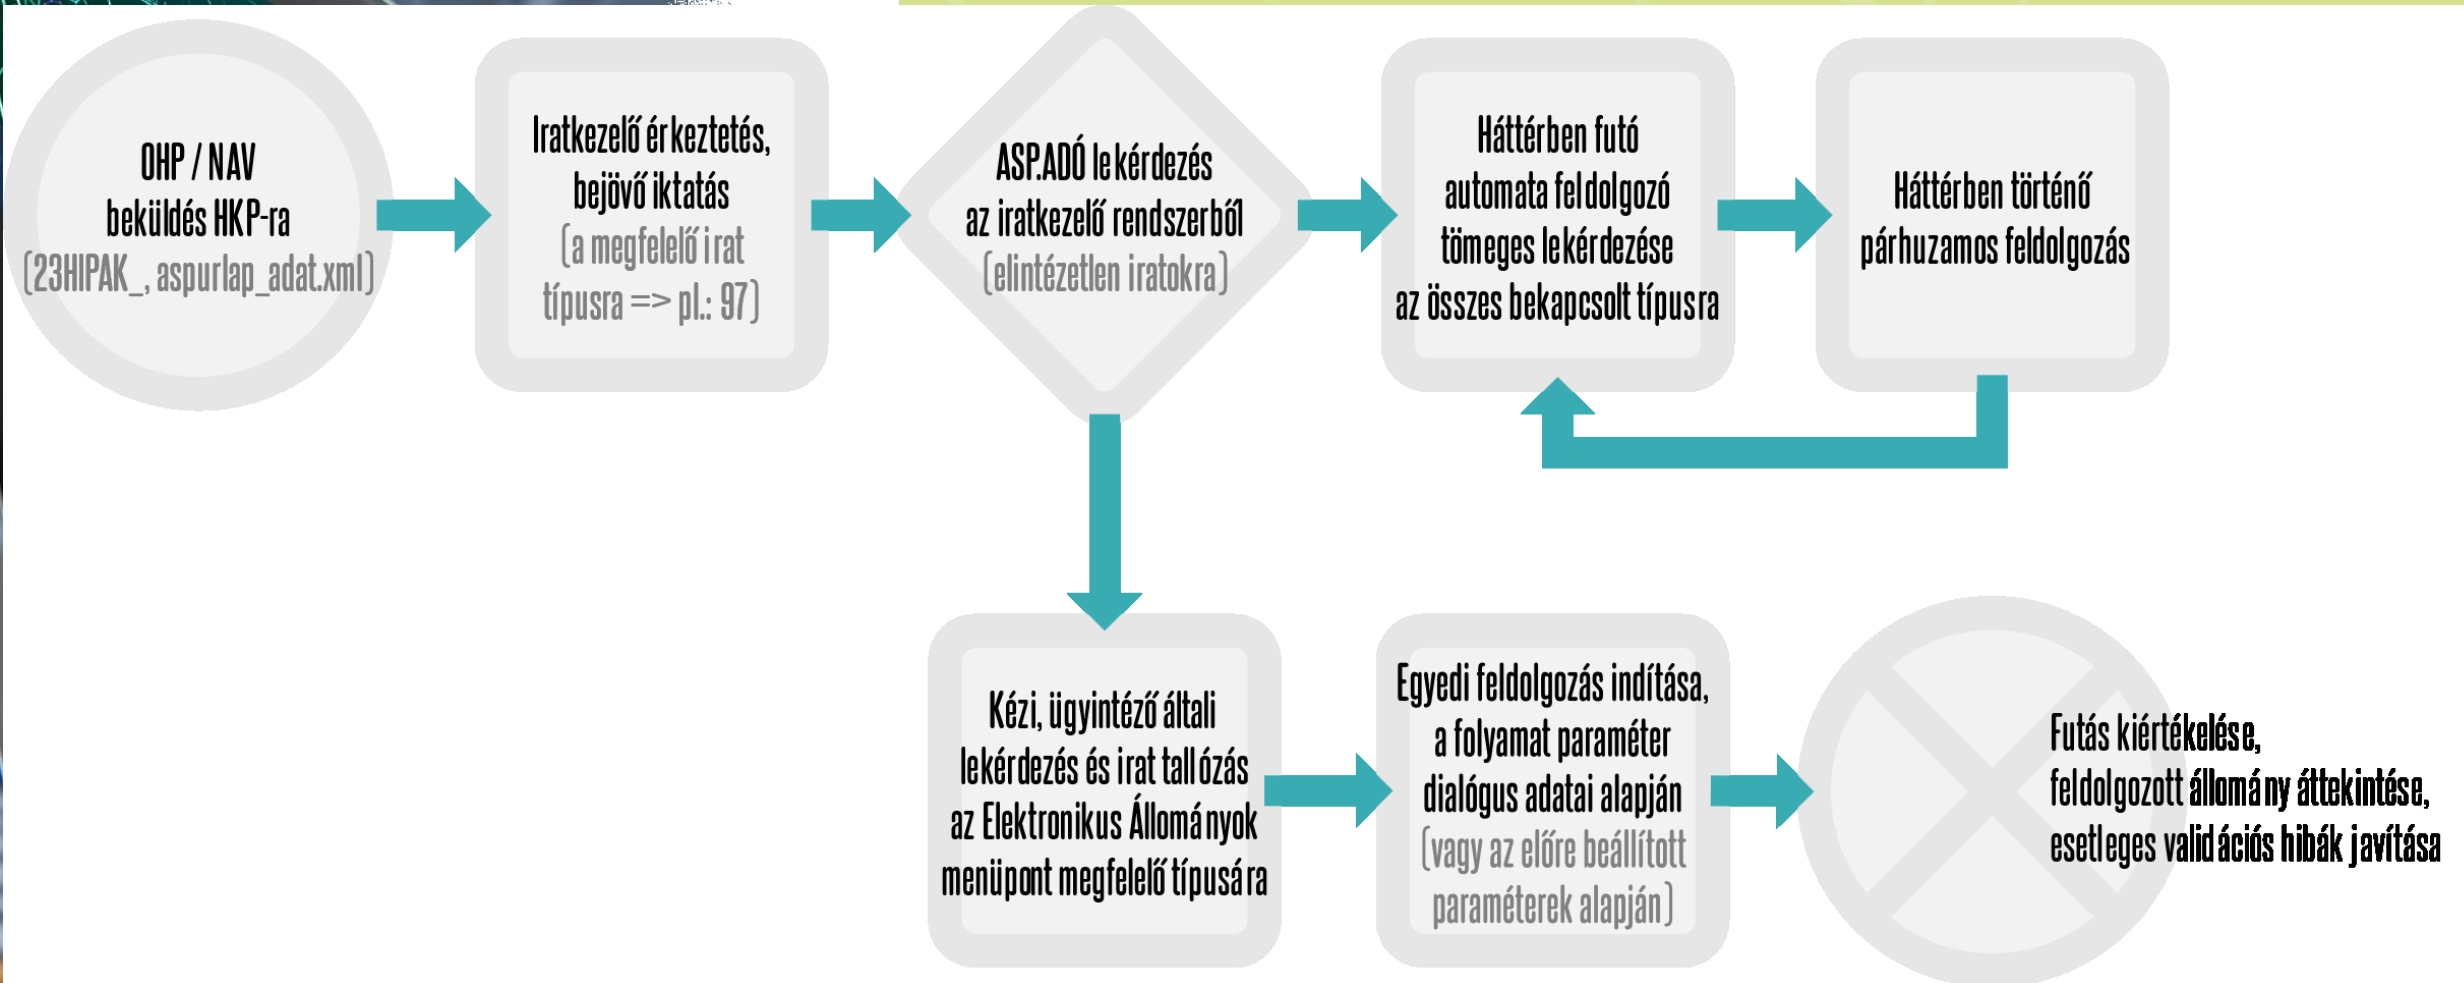 OHP / NAV
beküldés HKP-ra
(23HIPAK_, aspurlap_adat.xml)
Iratkezelő érkeztetés,
bejövő iktatás
(a megfelelő irat
típusra => pl.: 97)
ASP.ADÓ lekérdezés
az iratkezelő rendszerből
(elintézetlen iratokra)
Háttérben futó
automata feldolgozó
tömeges lekérdezése
az összes bekapcsolt típusra
Háttérben történő
párhuzamos feldolgozás
Kézi, ügyintéző általi
lekérdezés és irat tallózás
az Elektronikus Állományok
menüpont megfelelő típusára
Egyedi feldolgozás indítása,
a folyamat paraméter
dialógus adatai alapján
(vagy az előre beállított
paraméterek alapján)
Futás kiértékelése,
feldolgozott állomány áttekintése,
esetleges validációs hibák javítása